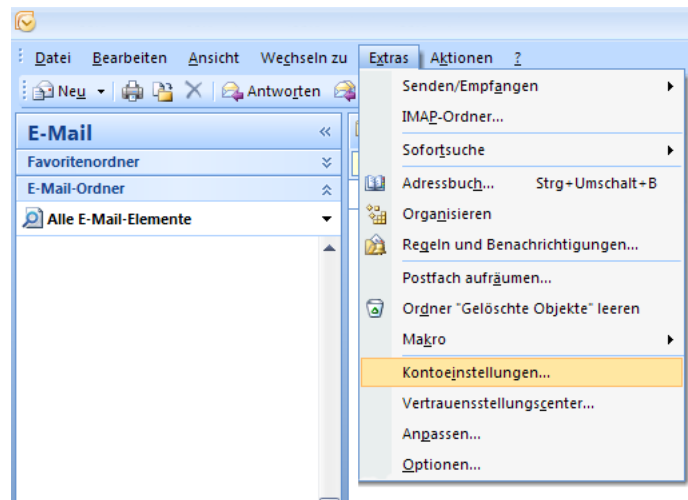 Datei Bearbeiten Ansicht Wechseln zu Extras Aktionen ?
Neu Antworten
E-Mail
Favoritenordner
E-Mail-Ordner
Alle E-Mail-Elemente
Senden/Empfangen
IMAP-Ordner...
Sofortsuche
Adressbuch... Strg+Umschalt+B
Organisieren
Regeln und Benachrichtigungen...
Postfach aufräumen...
Ordner "Gelöschte Objekte" leeren
Makro
Kontoeinstellungen...
Vertrauensstellungscenter...
Anpassen...
Optionen...